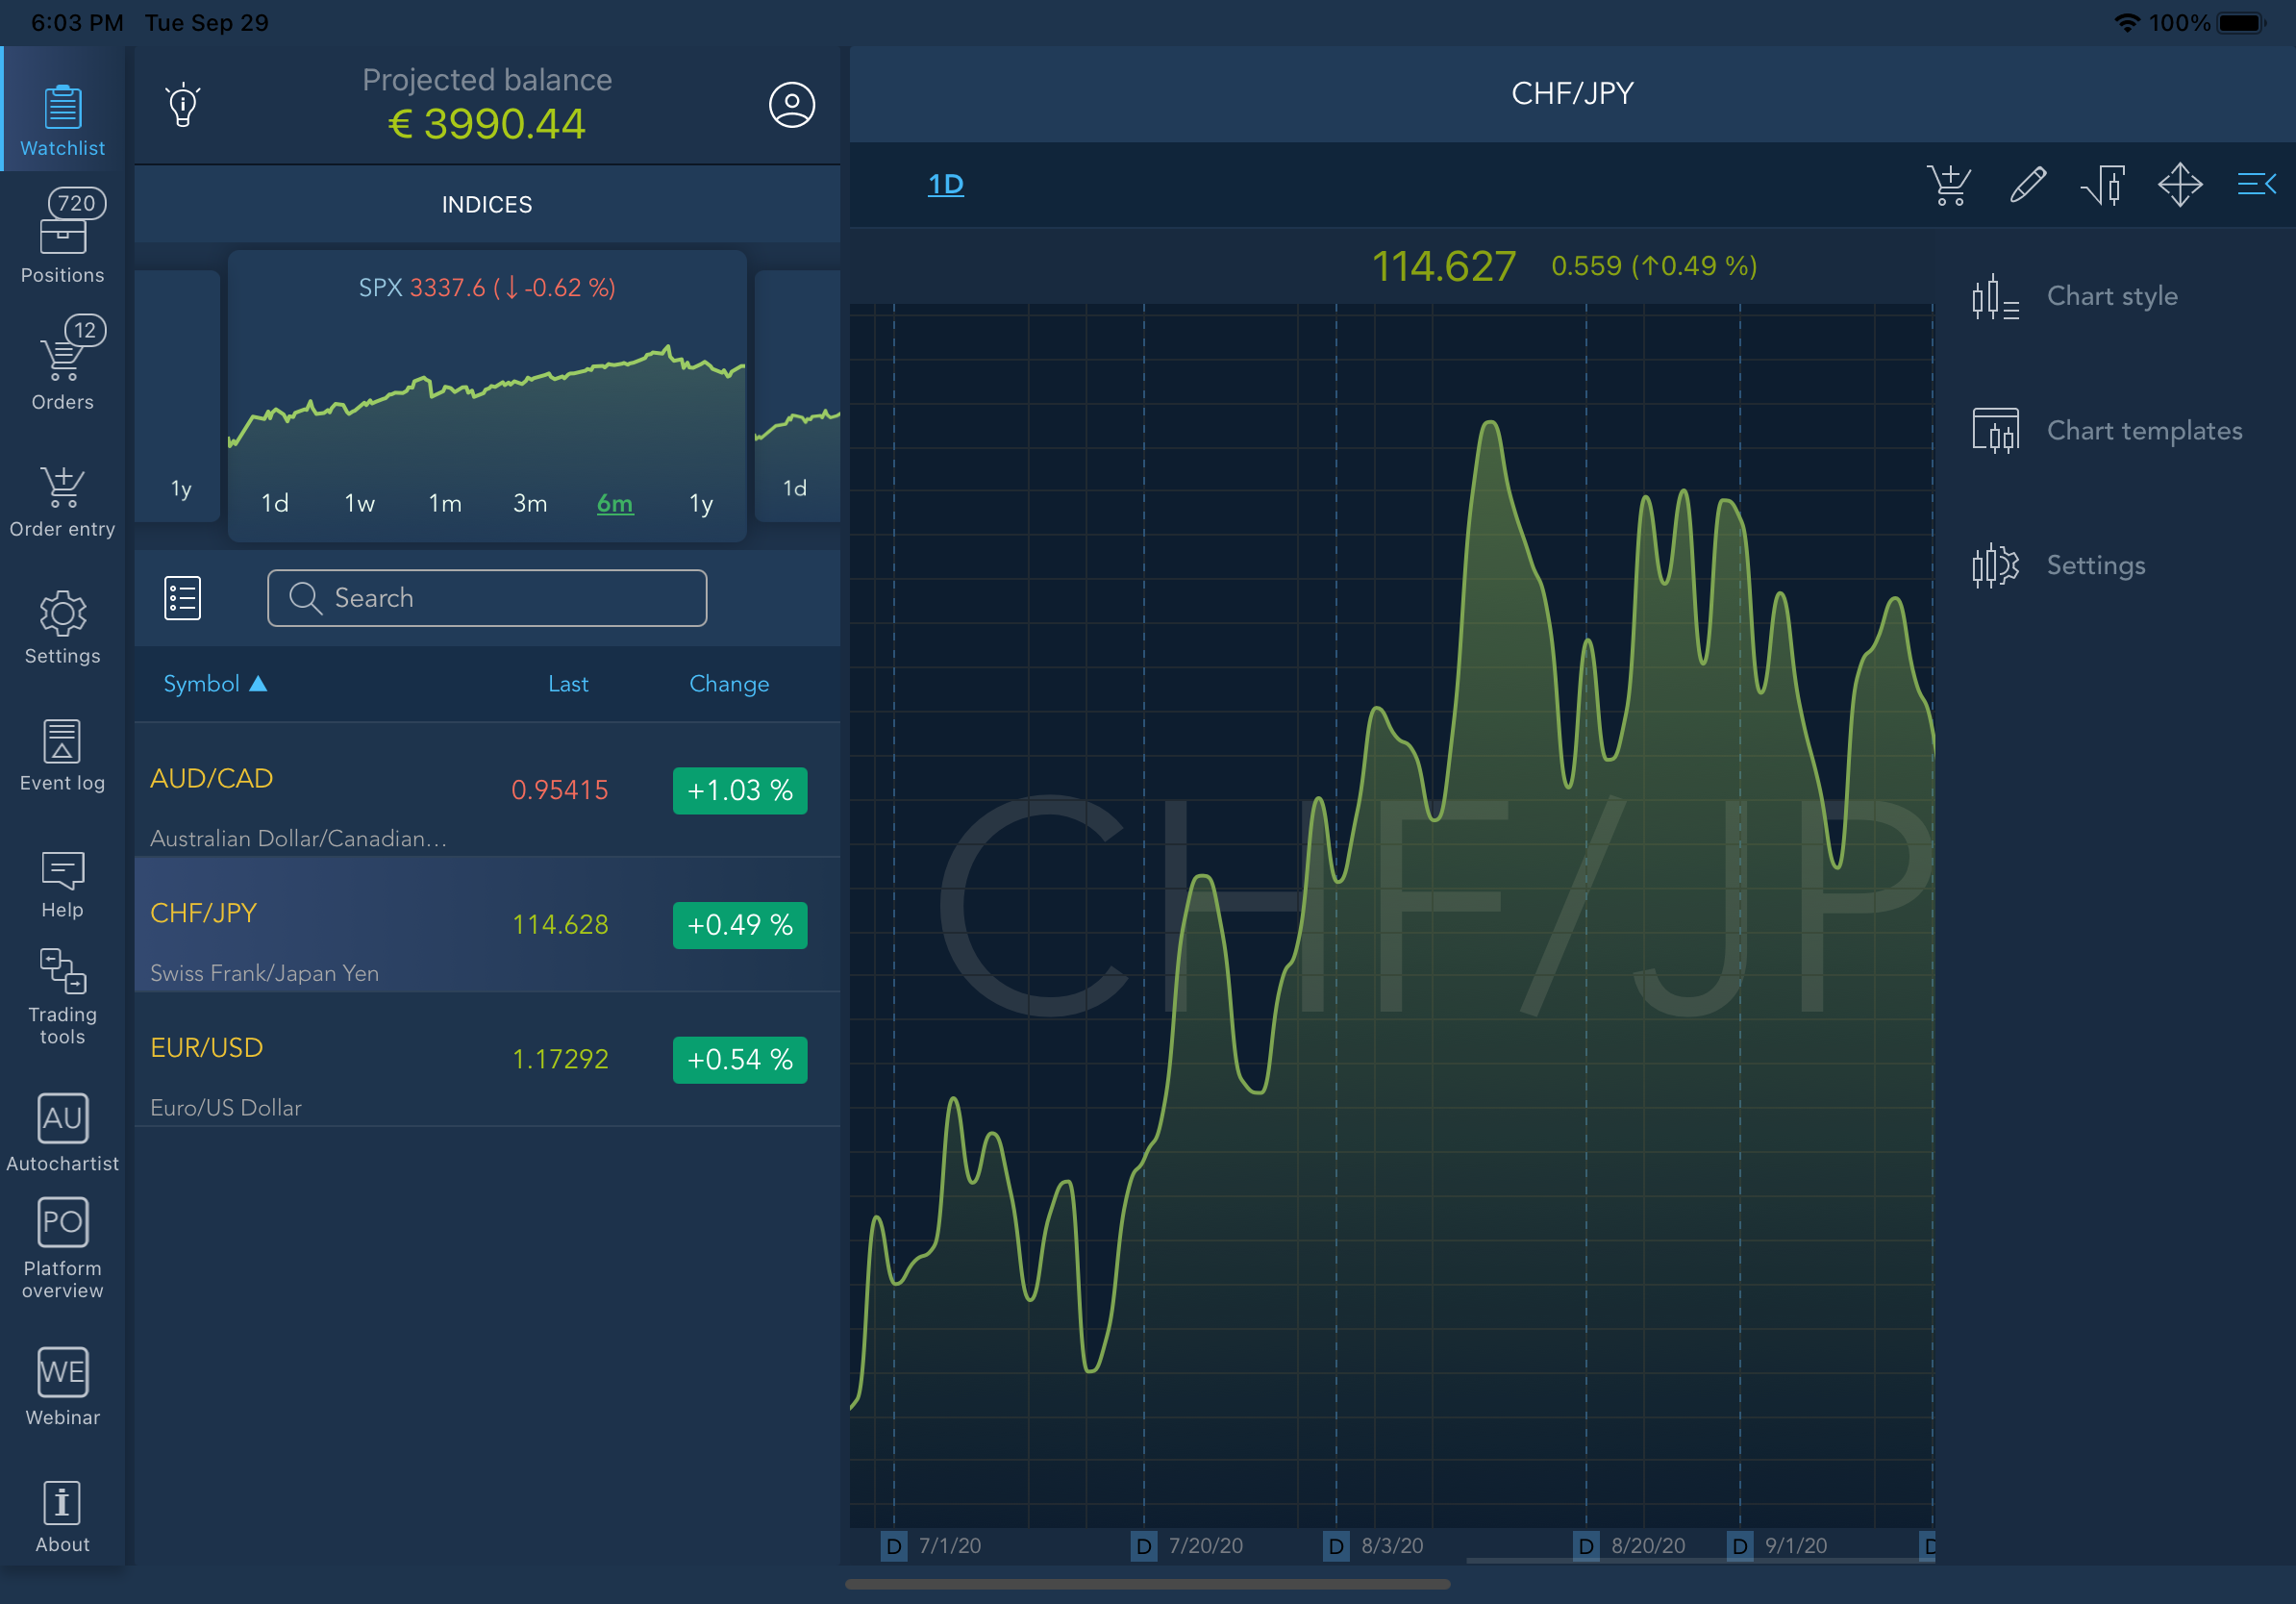 6:03 PM Tue Sep 29
100%
Watchlist
720
Positions
12
Orders
Order entry
Settings
Event log
Help
Trading
tools
AU
Autochartist
PO
Platform
overview
WE
Webinar
i
About
Projected balance
€ 3990.44
INDICES
SPX 3337.6 (↓-0.62 %)
1y
1d 1w 1m 3m 6m 1y
1d
Search
Symbol ▲ Last Change
AUD/CAD 0.95415 +1.03 %
Australian Dollar/Canadian...
CHF/JPY 114.628 +0.49 %
Swiss Frank/Japan Yen
EUR/USD 1.17292 +0.54 %
Euro/US Dollar
CHF/JPY
1D
114.627 0.559 (↑0.49 %)
Chart style
Chart templates
Settings
CHF/JP
D 7/1/20 D 7/20/20 D 8/3/20 D 8/20/20 D 9/1/20 D